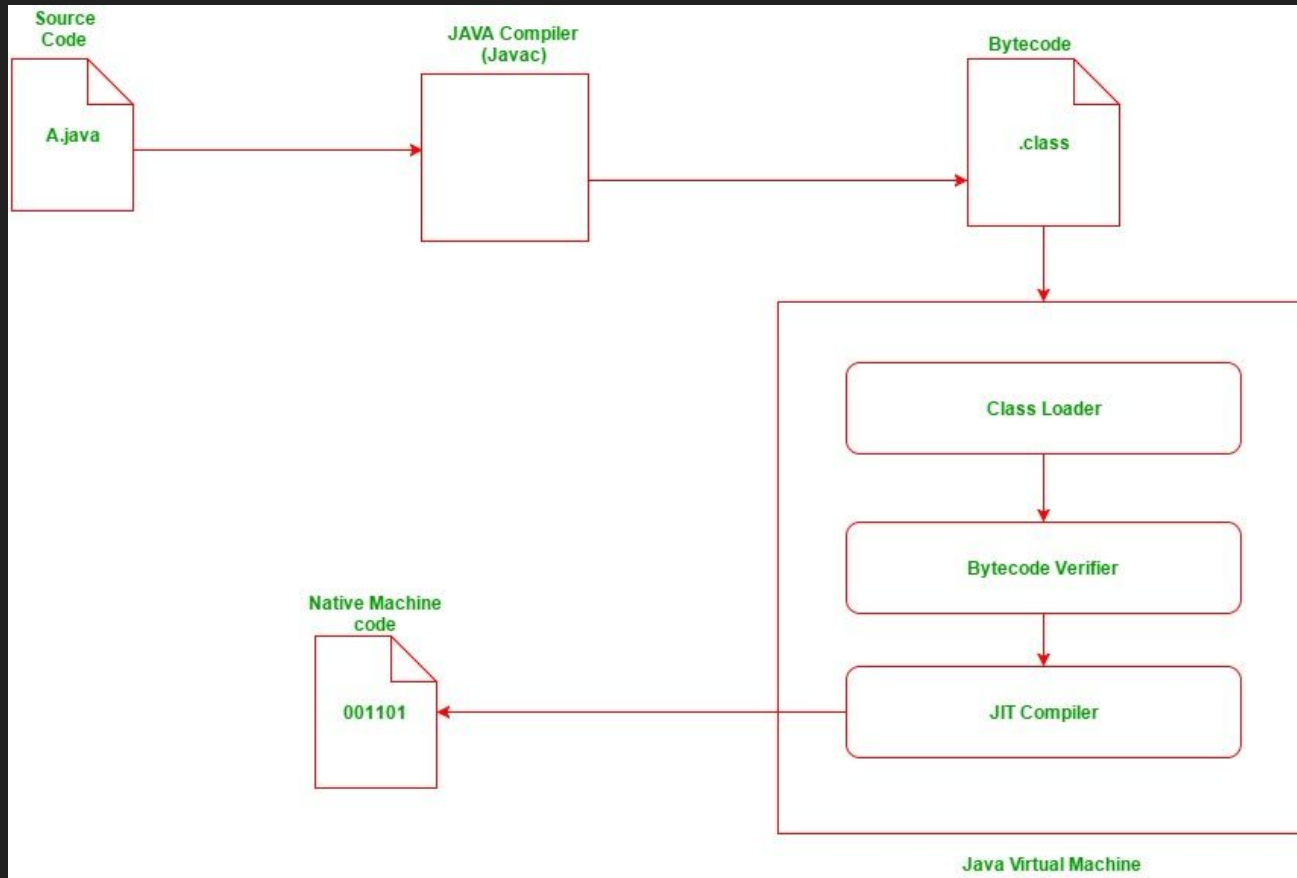 Source
Code
A.java
JAVA Compiler
(Javac)
Bytecode
.class
Class Loader
Bytecode Verifier
JIT Compiler
Native Machine
code
001101
Java Virtual Machine